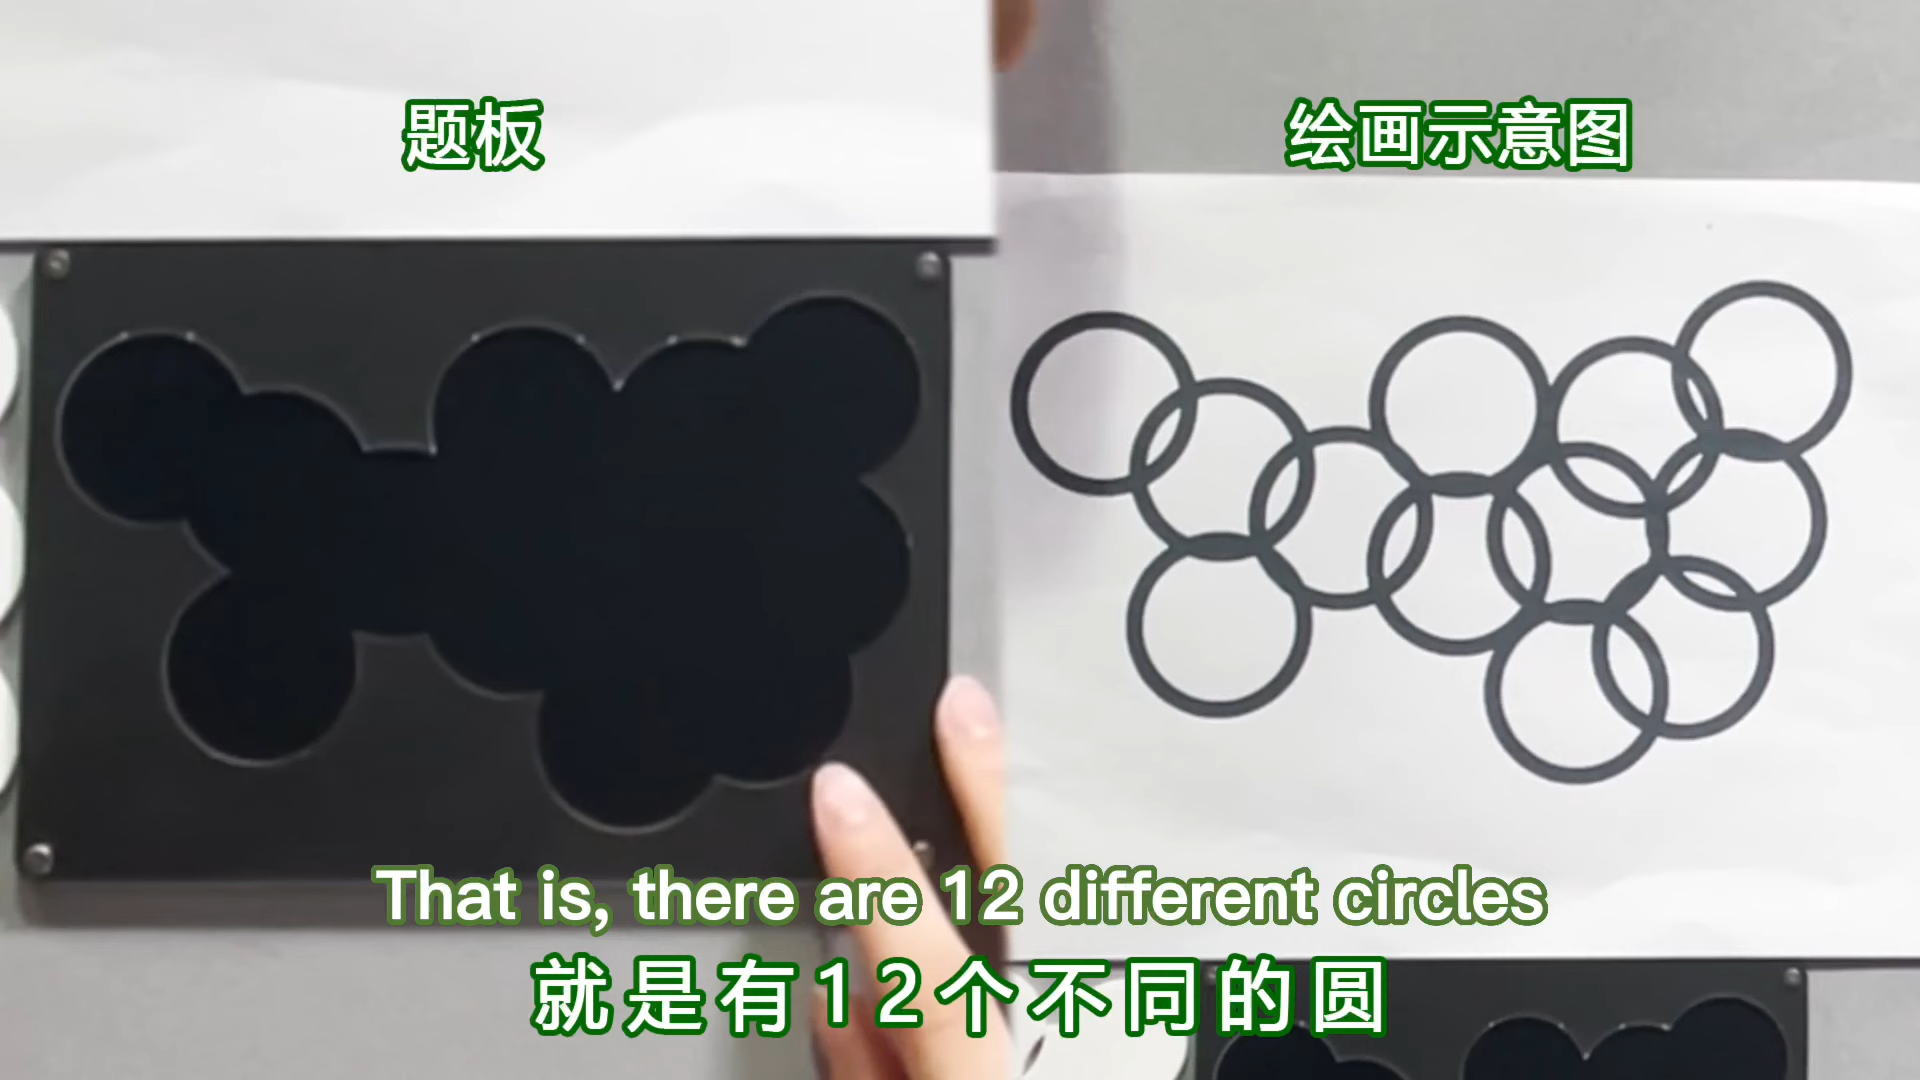 题板
绘画示意图
That is, there are 12 different circles
就是有12个不同的圆